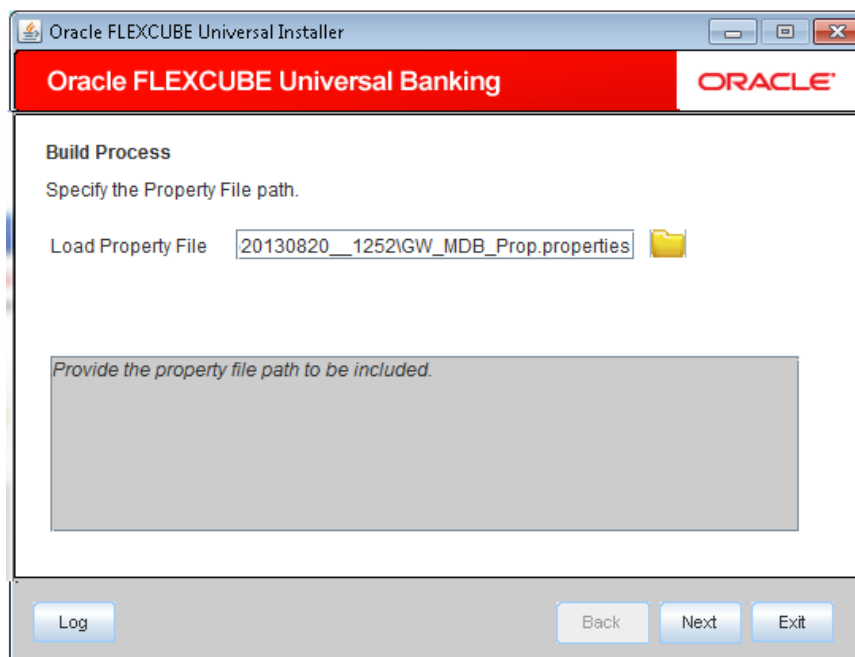 Oracle FLEXCUBE Universal Installer
Oracle FLEXCUBE Universal Banking ORACLE®
Build Process
Specify the Property File path.
Load Property File 20130820__1252\GW_MDB_Prop.properties
Provide the property file path to be included.
Log Back Next Exit